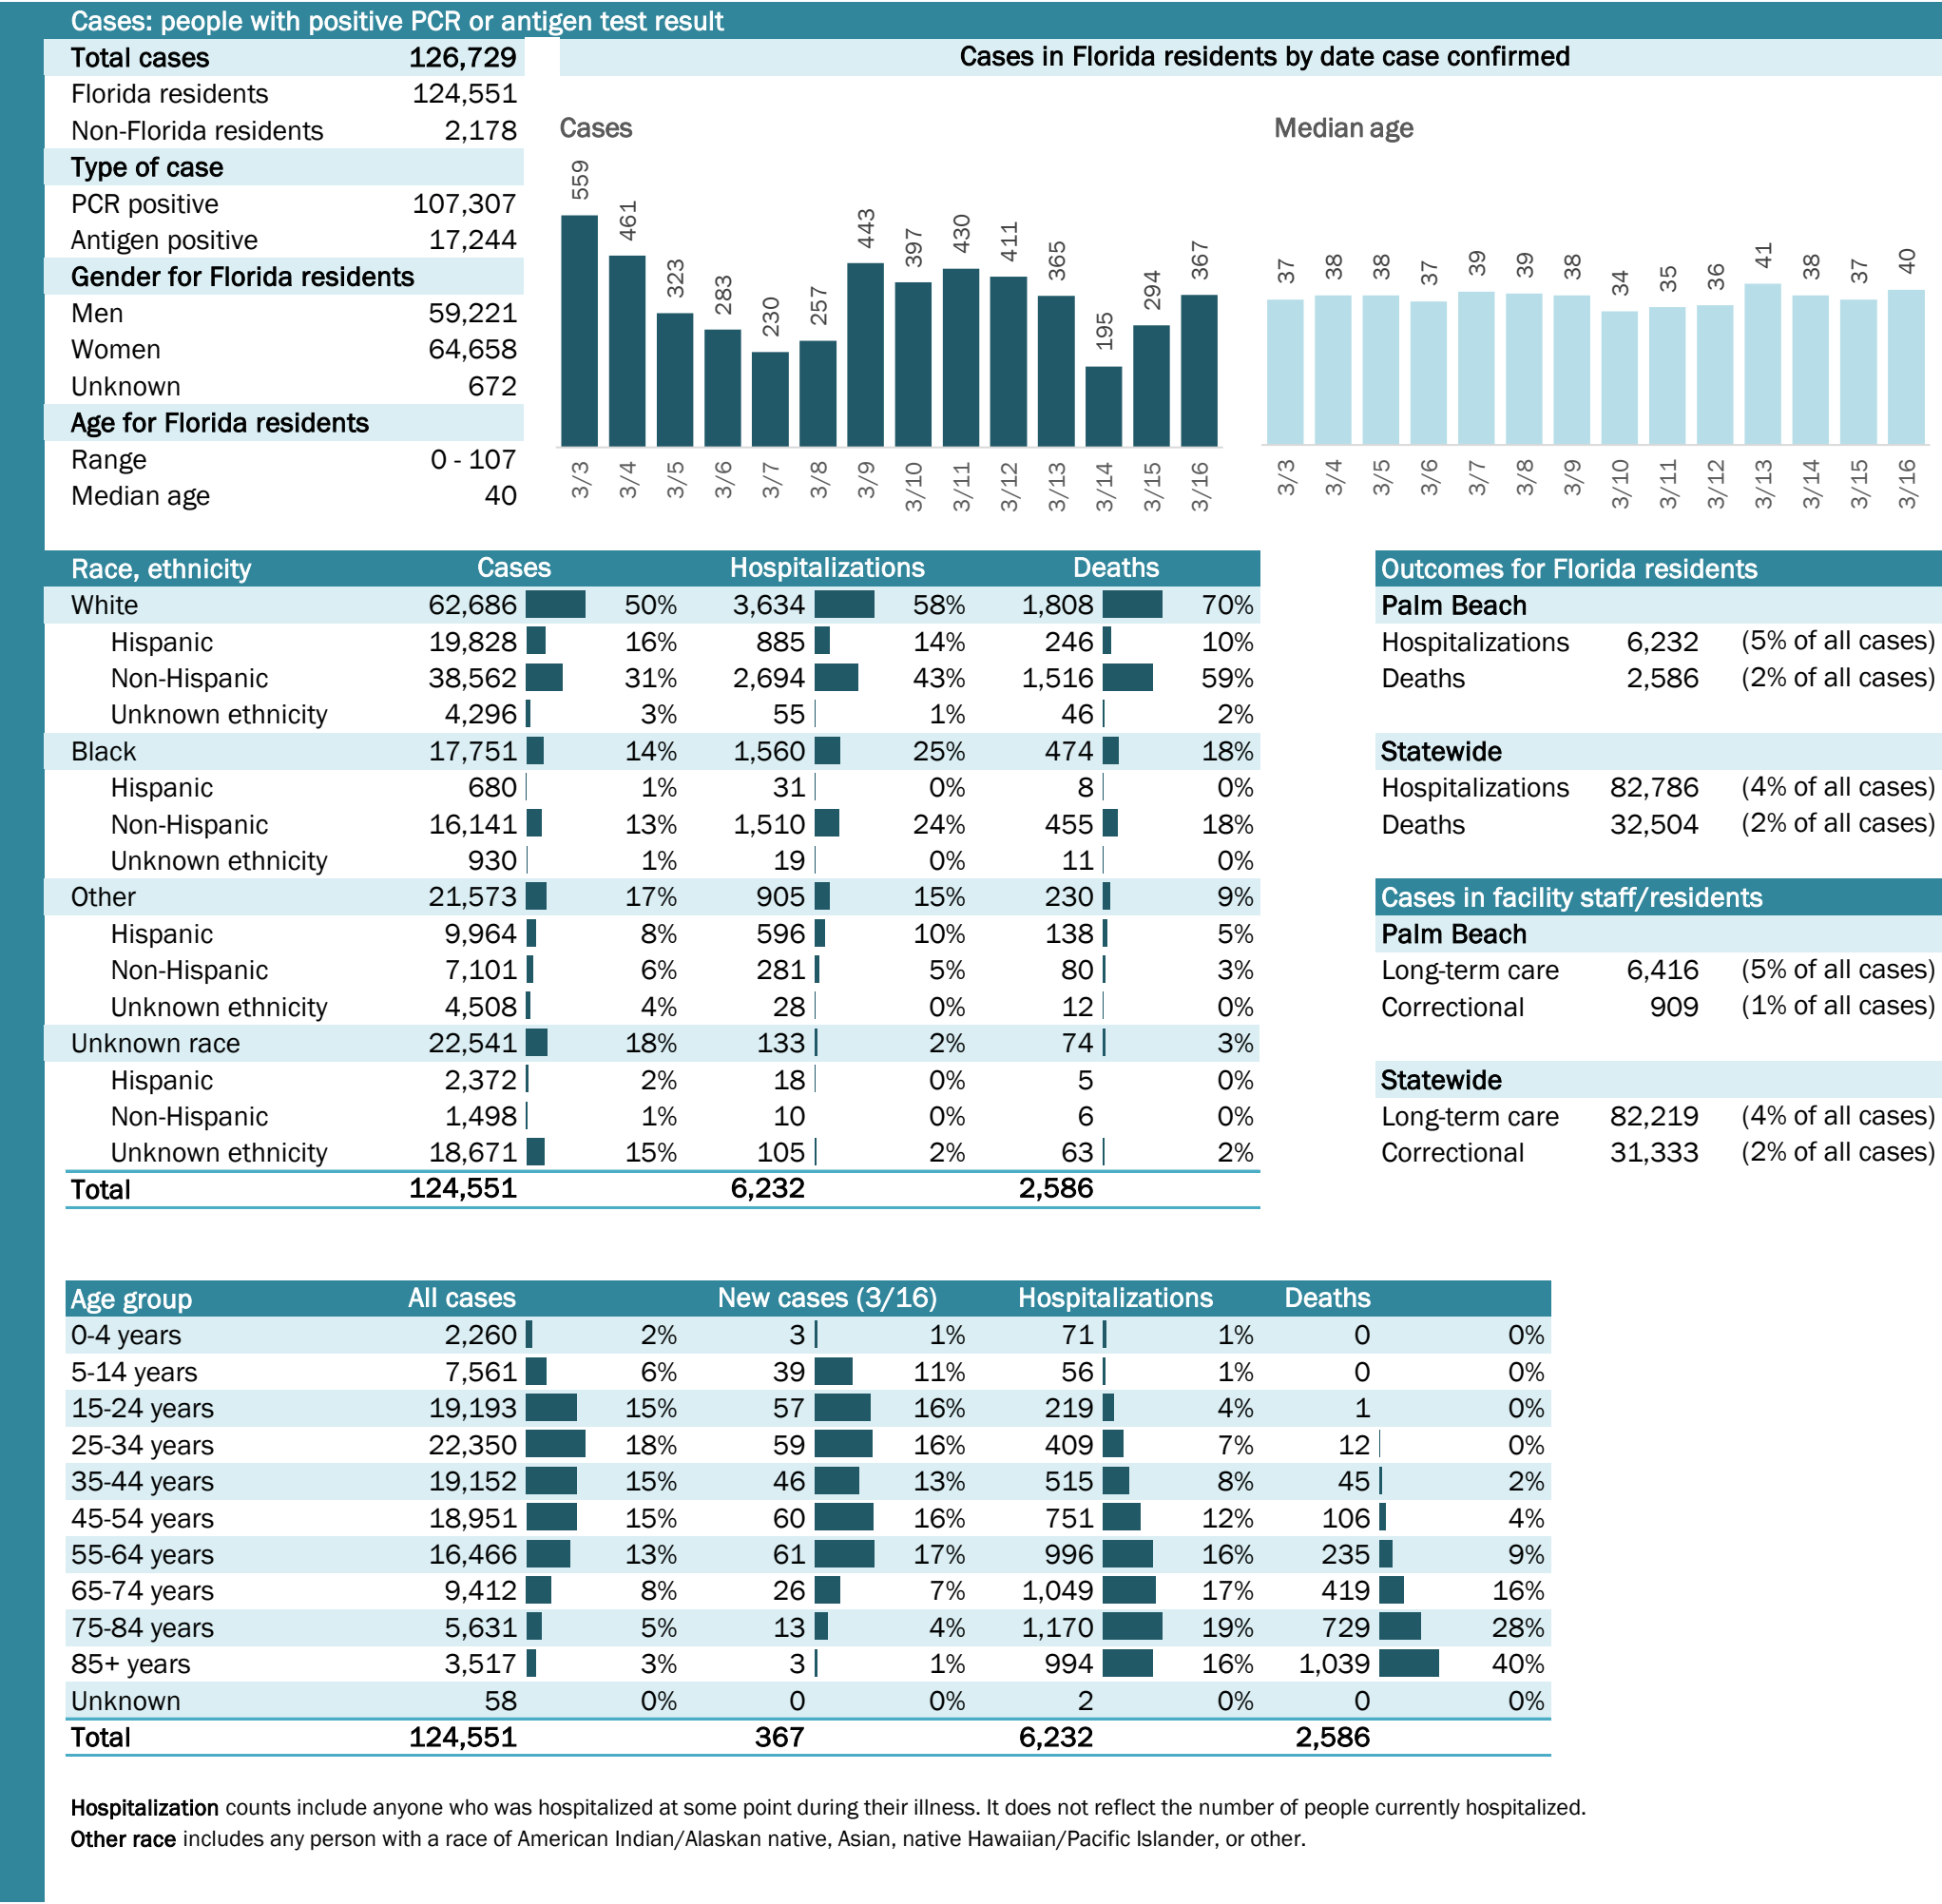 Cases: people with positive PCR or antigen test result
Total cases 126,729
Florida residents 124,551
Non-Florida residents 2,178
Type of case
PCR positive 107,307
Antigen positive 17,244
Gender for Florida residents
Men 59,221
Women 64,658
Unknown 672
Age for Florida residents
Range 0 - 107
Median age 40
Cases in Florida residents by date case confirmed
Cases
559 461 323 283 230 257 443 397 430 411 365 195 294 367
3/3 3/4 3/5 3/6 3/7 3/8 3/9 3/10 3/11 3/12 3/13 3/14 3/15 3/16
Median age
37 38 38 37 39 39 38 34 35 36 41 38 37 40
3/3 3/4 3/5 3/6 3/7 3/8 3/9 3/10 3/11 3/12 3/13 3/14 3/15 3/16
Race, ethnicity Cases Hospitalizations Deaths
White 62,686 50% 3,634 58% 1,808 70%
Hispanic 19,828 16% 885 14% 246 10%
Non-Hispanic 38,562 31% 2,694 43% 1,516 59%
Unknown ethnicity 4,296 3% 55 1% 46 2%
Black 17,751 14% 1,560 25% 474 18%
Hispanic 680 1% 31 0% 8 0%
Non-Hispanic 16,141 13% 1,510 24% 455 18%
Unknown ethnicity 930 1% 19 0% 11 0%
Other 21,573 17% 905 15% 230 9%
Hispanic 9,964 8% 596 10% 138 5%
Non-Hispanic 7,101 6% 281 5% 80 3%
Unknown ethnicity 4,508 4% 28 0% 12 0%
Unknown race 22,541 18% 133 2% 74 3%
Hispanic 2,372 2% 18 0% 5 0%
Non-Hispanic 1,498 1% 10 0% 6 0%
Unknown ethnicity 18,671 15% 105 2% 63 2%
Total 124,551 6,232 2,586
Outcomes for Florida residents
Palm Beach
Hospitalizations 6,232 (5% of all cases)
Deaths 2,586 (2% of all cases)
Statewide
Hospitalizations 82,786 (4% of all cases)
Deaths 32,504 (2% of all cases)
Cases in facility staff/residents
Palm Beach
Long-term care 6,416 (5% of all cases)
Correctional 909 (1% of all cases)
Statewide
Long-term care 82,219 (4% of all cases)
Correctional 31,333 (2% of all cases)
Age group All cases New cases (3/16) Hospitalizations Deaths
0-4 years 2,260 2% 3 1% 71 1% 0 0%
5-14 years 7,561 6% 39 11% 56 1% 0 0%
15-24 years 19,193 15% 57 16% 219 4% 1 0%
25-34 years 22,350 18% 59 16% 409 7% 12 0%
35-44 years 19,152 15% 46 13% 515 8% 45 2%
45-54 years 18,951 15% 60 16% 751 12% 106 4%
55-64 years 16,466 13% 61 17% 996 16% 235 9%
65-74 years 9,412 8% 26 7% 1,049 17% 419 16%
75-84 years 5,631 5% 13 4% 1,170 19% 729 28%
85+ years 3,517 3% 3 1% 994 16% 1,039 40%
Unknown 58 0% 0 0% 2 0% 0 0%
Total 124,551 367 6,232 2,586
Hospitalization counts include anyone who was hospitalized at some point during their illness. It does not reflect the number of people currently hospitalized.
Other race includes any person with a race of American Indian/Alaskan native, Asian, native Hawaiian/Pacific Islander, or other.